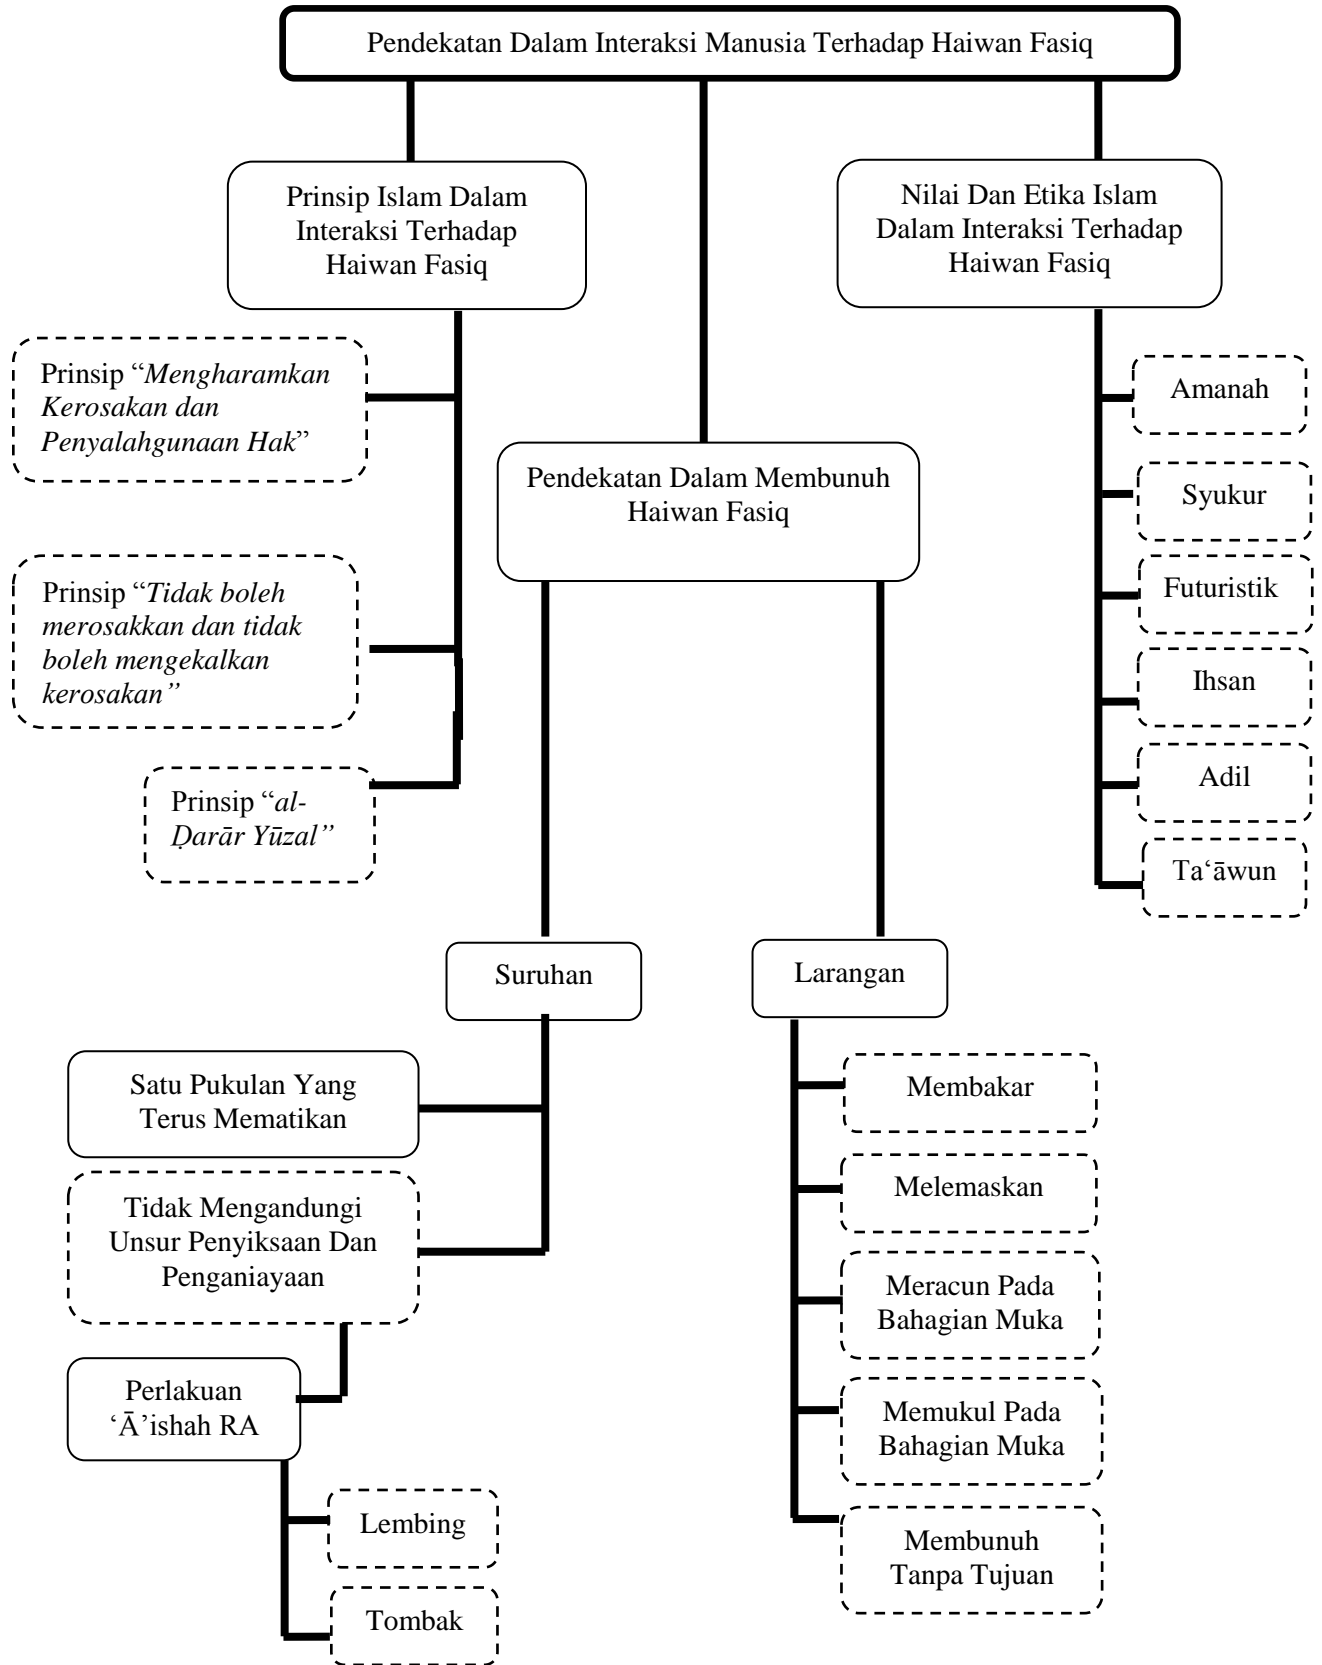 Pendekatan Dalam Interaksi Manusia Terhadap Haiwan Fasiq
Prinsip Islam Dalam
Interaksi Terhadap
Haiwan Fasiq
Nilai Dan Etika Islam
Dalam Interaksi Terhadap
Haiwan Fasiq
Prinsip “Mengharamkan
Kerosakan dan
Penyalahgunaan Hak”
Prinsip “Tidak boleh
merosakkan dan tidak
boleh mengekalkan
kerosakan”
Prinsip “al-
Ḍarār Yūzal”
Pendekatan Dalam Membunuh
Haiwan Fasiq
Amanah
Syukur
Futuristik
Ihsan
Adil
Ta‘āwun
Suruhan
Larangan
Satu Pukulan Yang
Terus Mematikan
Tidak Mengandungi
Unsur Penyiksaan Dan
Penganiayaan
Perlakuan
‘Ā’ishah RA
Lembing
Tombak
Membakar
Melemaskan
Meracun Pada
Bahagian Muka
Memukul Pada
Bahagian Muka
Membunuh
Tanpa Tujuan